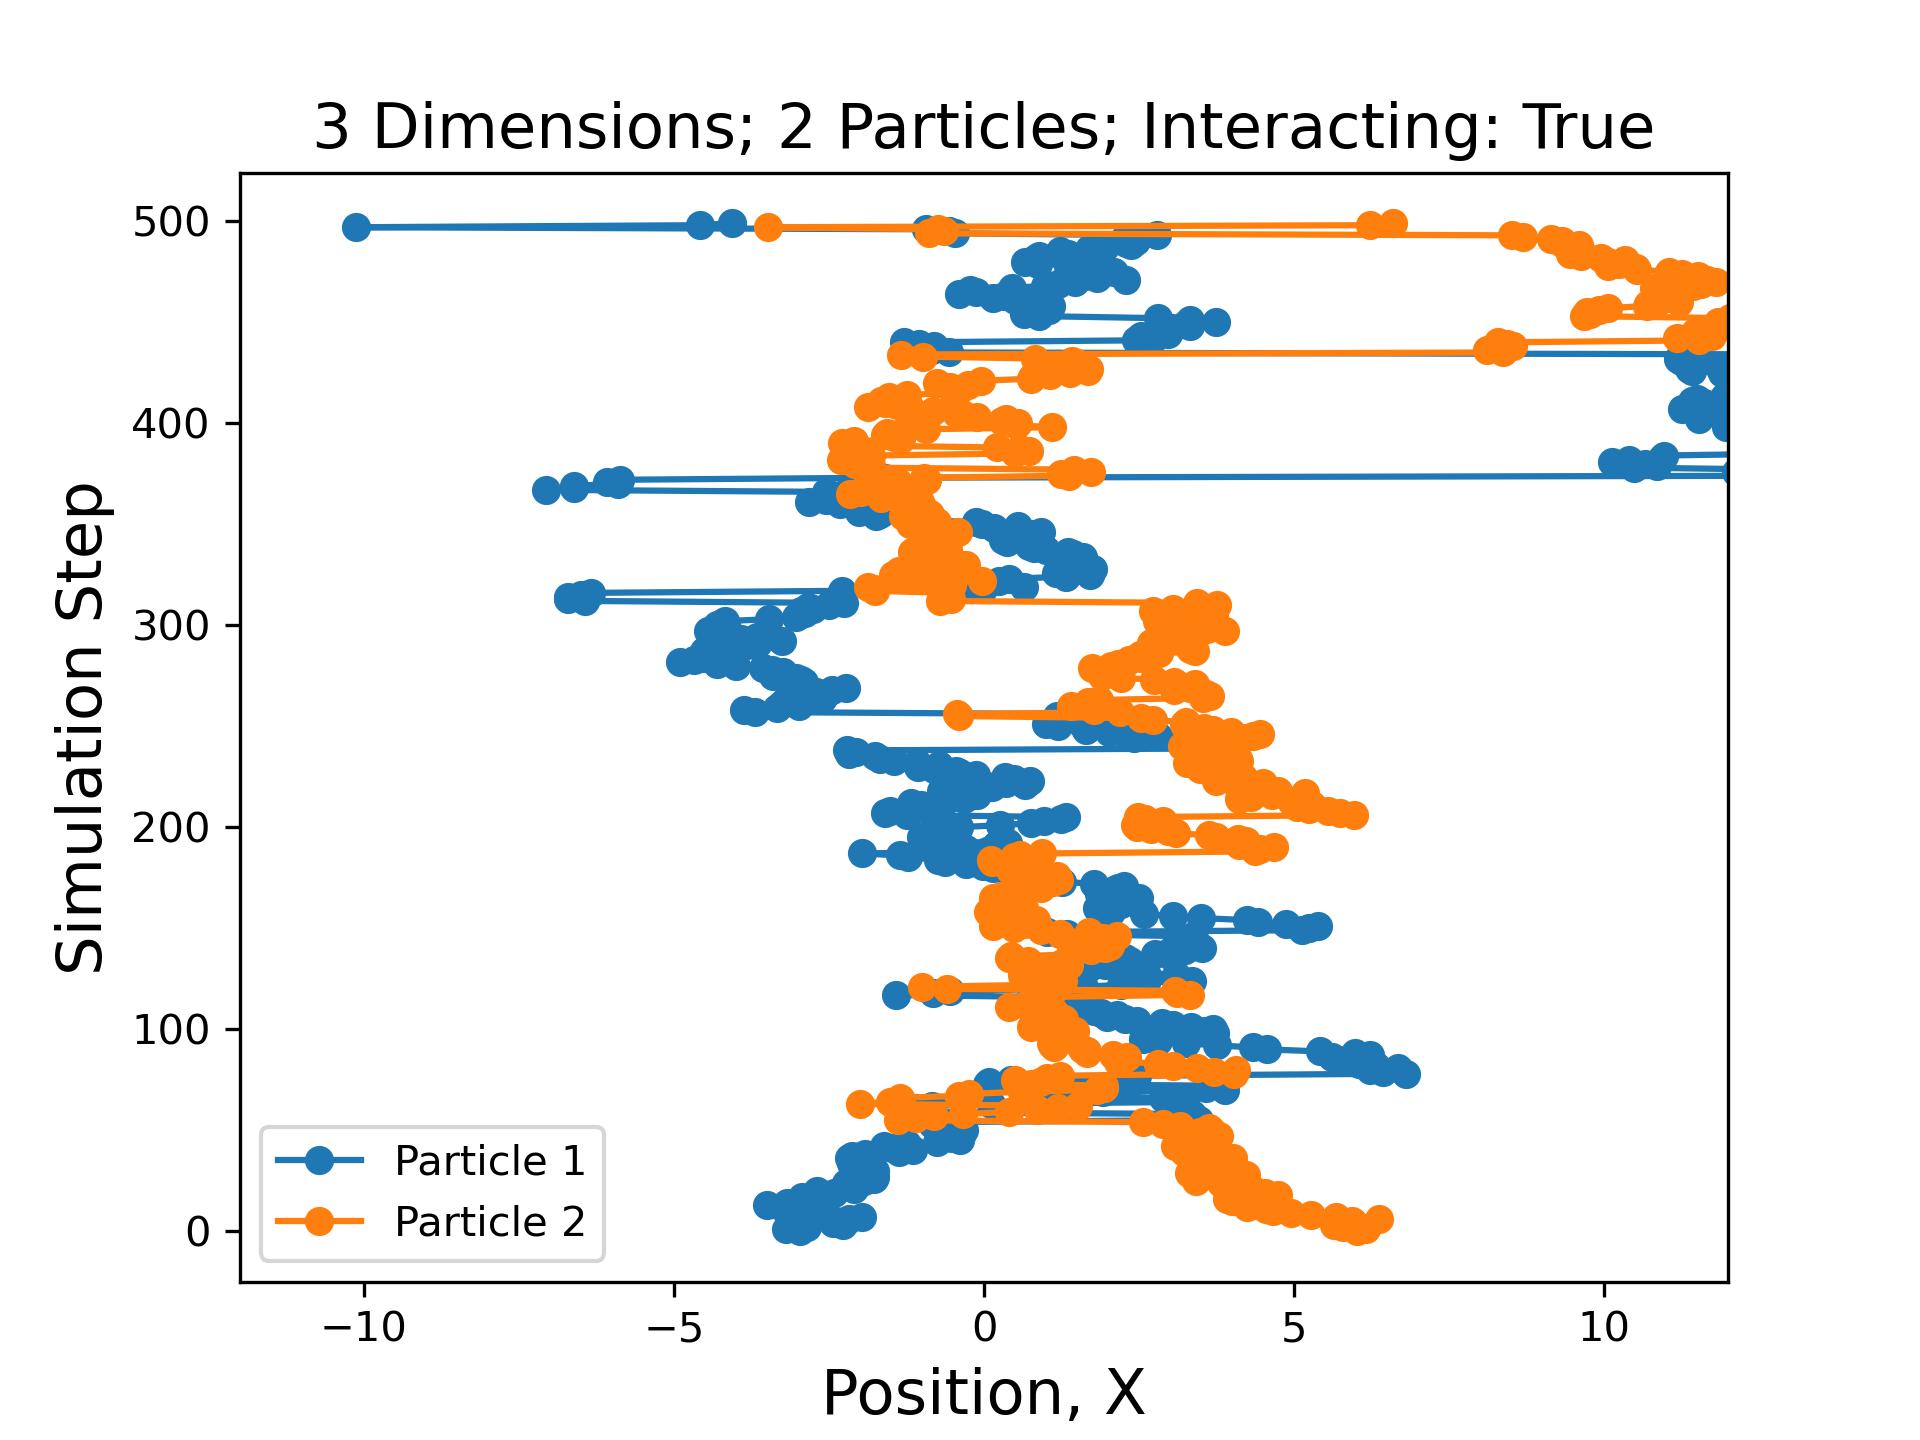 3 Dimensions; 2 Particles; Interacting: True
Simulation Step
500
400
300
200
100
0
Particle 1
Particle 2
−10
−5
0
5
10
Position, X